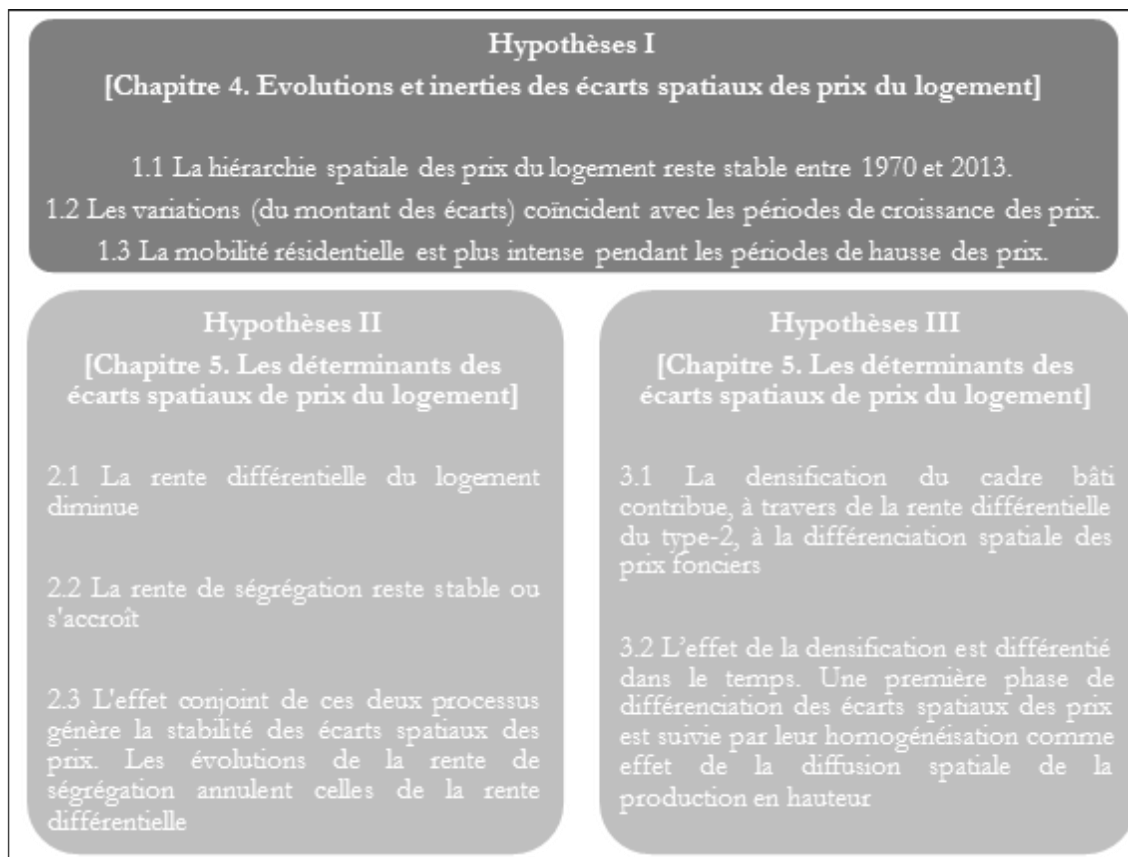 Hypothèses I
[Chapitre 4. Evolutions et inerties des écarts spatiaux des prix du logement]
1.1 La hiérarchie spatiale des prix du logement reste stable entre 1970 et 2013.
1.2 Les variations (du montant des écarts) coïncident avec les périodes de croissance des prix.
1.3 La mobilité résidentielle est plus intense pendant les périodes de hausse des prix.
Hypothèses II
[Chapitre 5. Les déterminants des
écarts spatiaux de prix du logement]
2.1 La rente différentielle du logement
diminue
2.2 La rente de ségrégation reste stable ou
s'accroît
2.3 L'effet conjoint de ces deux processus
génère la stabilité des écarts spatiaux des
prix. Les évolutions de la rente de
ségrégation annulent celles de la rente
différentielle
Hypothèses III
[Chapitre 5. Les déterminants des
écarts spatiaux de prix du logement]
3.1 La densification du cadre bâti
contribue, à travers de la rente différentielle
du type-2, à la différenciation spatiale des
prix fonciers
3.2 L'effet de la densification est différentié
dans le temps. Une première phase de
différenciation des écarts spatiaux des prix
est suivie par leur homogénéisation comme
effet de la diffusion spatiale de la
production en hauteur